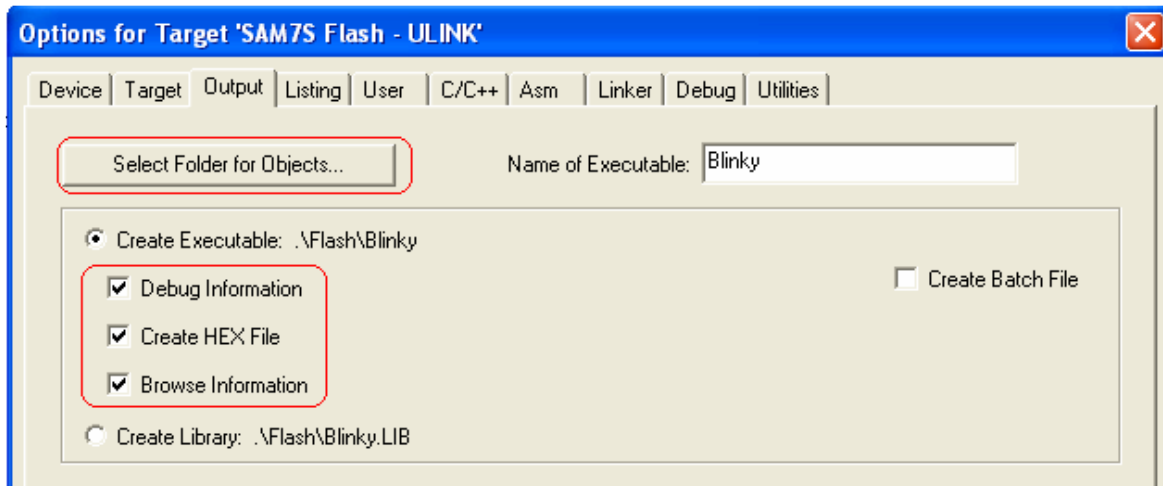 Options for Target 'SAM7S Flash - ULINK'
Device Target Output Listing User C/C++ Asm Linker Debug Utilities
Select Folder for Objects... Name of Executable: Blinky
Create Executable: .\Flash\Blinky
Debug Information Create Batch File
Create HEX File
Browse Information
Create Library: .\Flash\Blinky.LIB